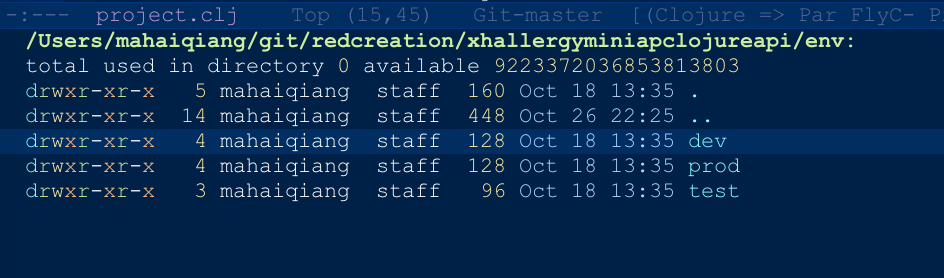 -:--- project.clj Top (15,45) Git-master [(Clojure => Par FlyC- P
/Users/mahaiqiang/git/redcreation/xhallergyminiapclojureapi/env:
total used in directory 0 available 9223372036853813803
drwxr-xr-x 5 mahaiqiang staff 160 Oct 18 13:35 .
drwxr-xr-x 14 mahaiqiang staff 448 Oct 26 22:25 ..
drwxr-xr-x 4 mahaiqiang staff 128 Oct 18 13:35 dev
drwxr-xr-x 4 mahaiqiang staff 128 Oct 18 13:35 prod
drwxr-xr-x 3 mahaiqiang staff 96 Oct 18 13:35 test